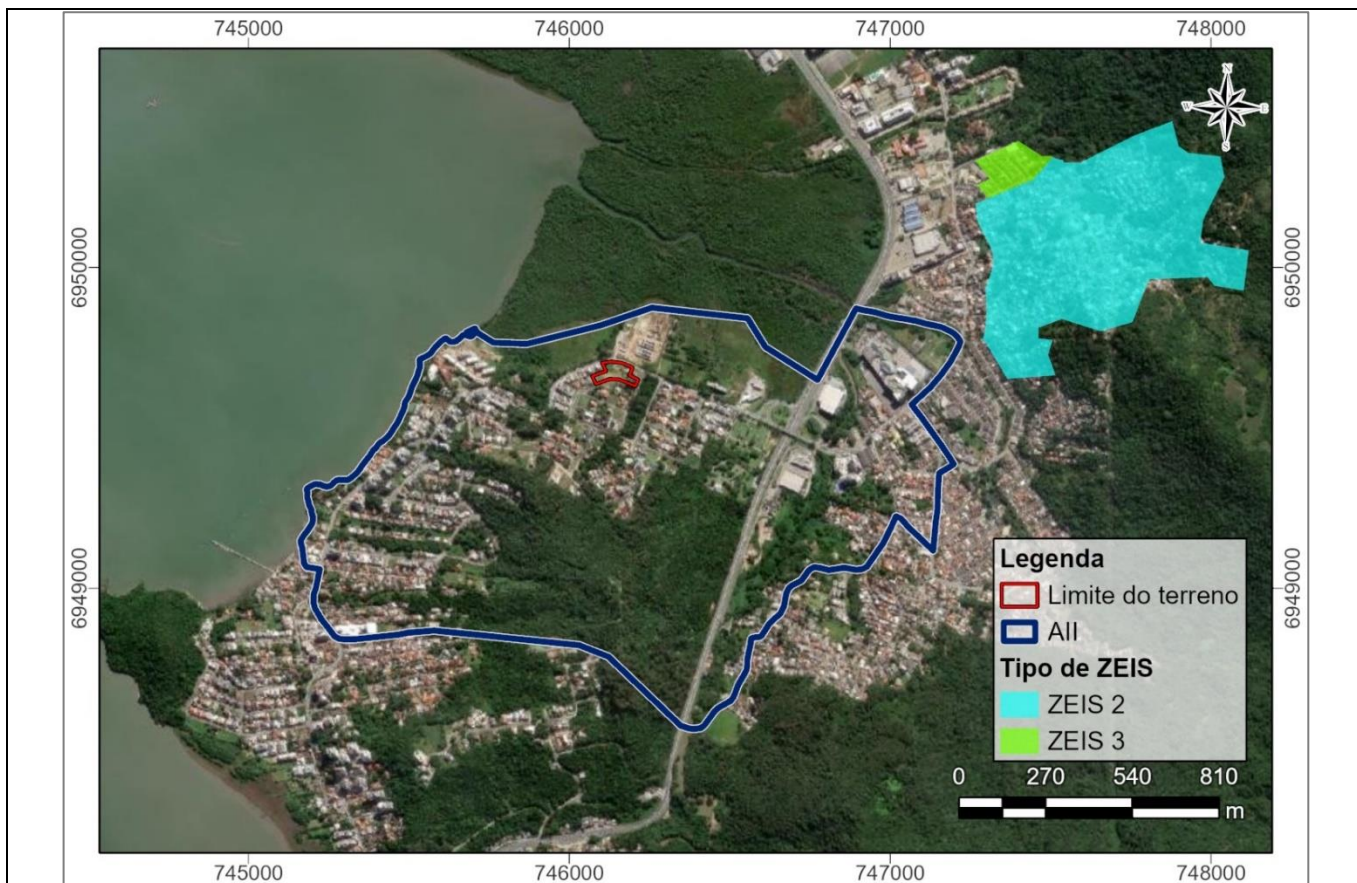 745000 746000 747000 748000
N
W E
S
6950000 6950000
6949000 6949000
Legenda
Limite do terreno
AII
Tipo de ZEIS
ZEIS 2
ZEIS 3
0 270 540 810
m
745000 746000 747000 748000